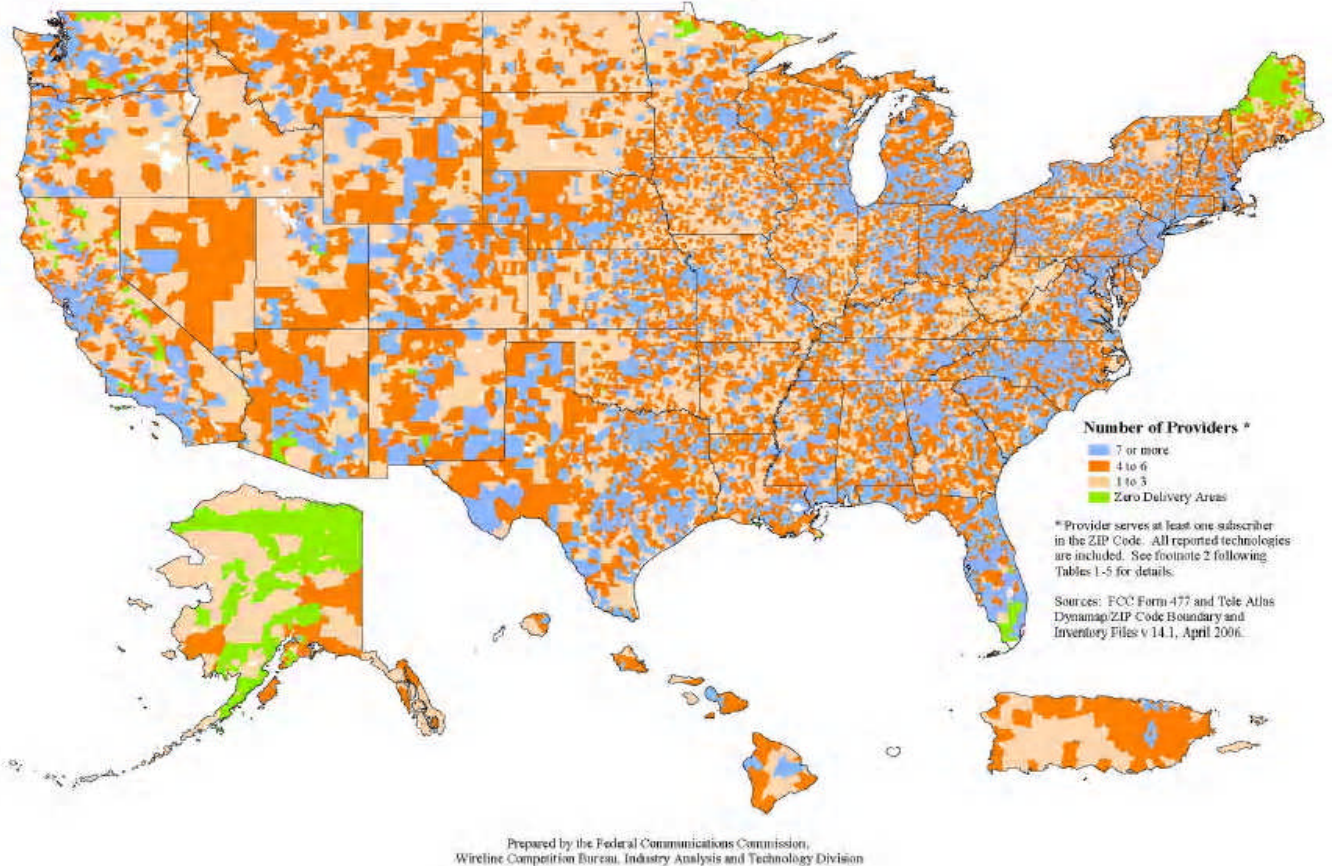 Number of Providers *
7 or more
4 to 6
1 to 3
Zero Delivery Areas
* Provider serves at least one subscriber
in the ZIP Code. All reported technologies
are included. See footnote 2 following
Tables 1-5 for details.
Sources: FCC Form 477 and Tele Atlas
Dynamap/ZIP Code Boundary and
Inventory Files v 14.1, April 2006.
Prepared by the Federal Communications Commission,
Wireline Competition Bureau, Industry Analysis and Technology Division